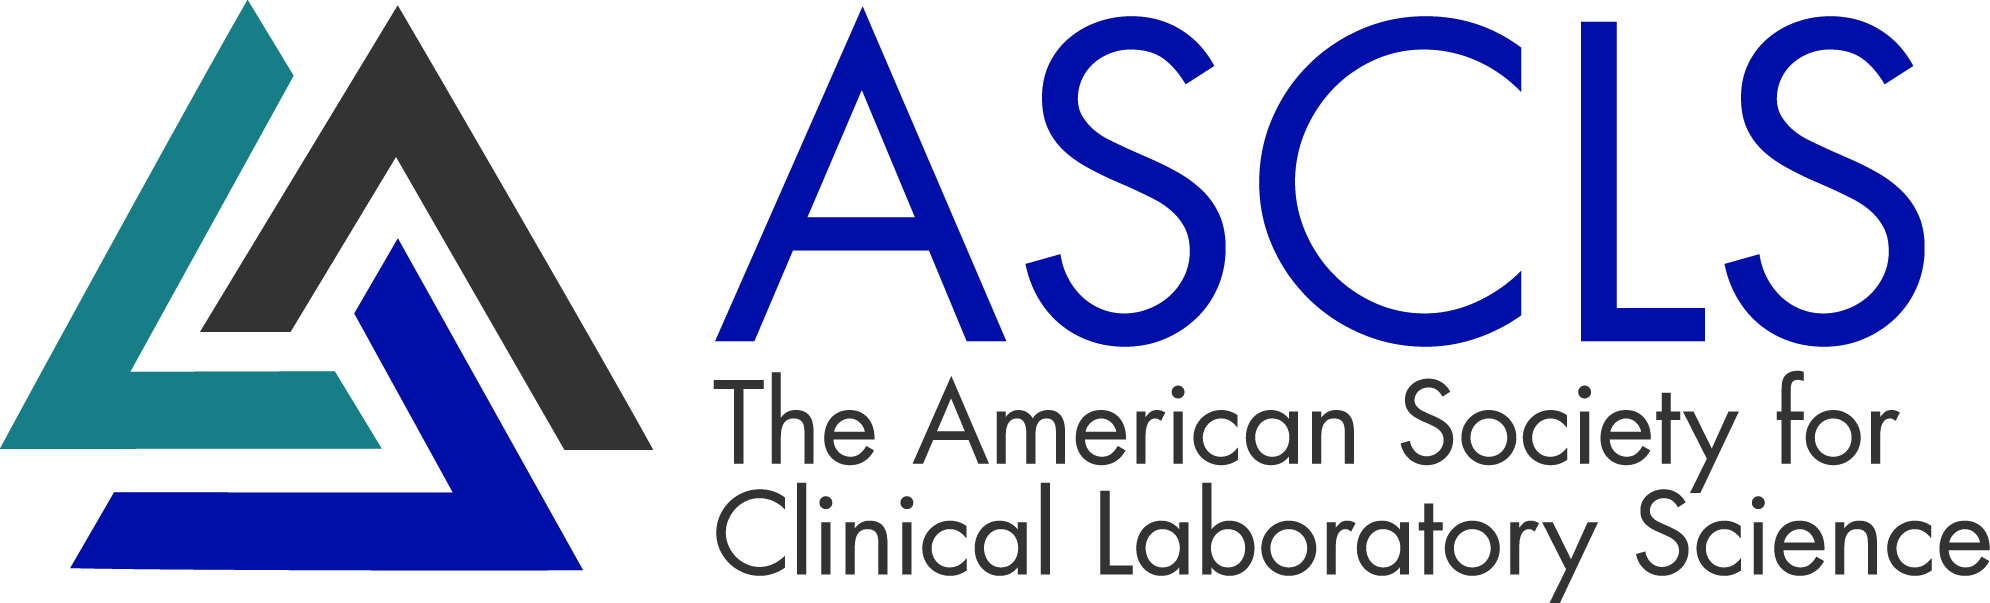 ASCLS
The American Society for
Clinical Laboratory Science